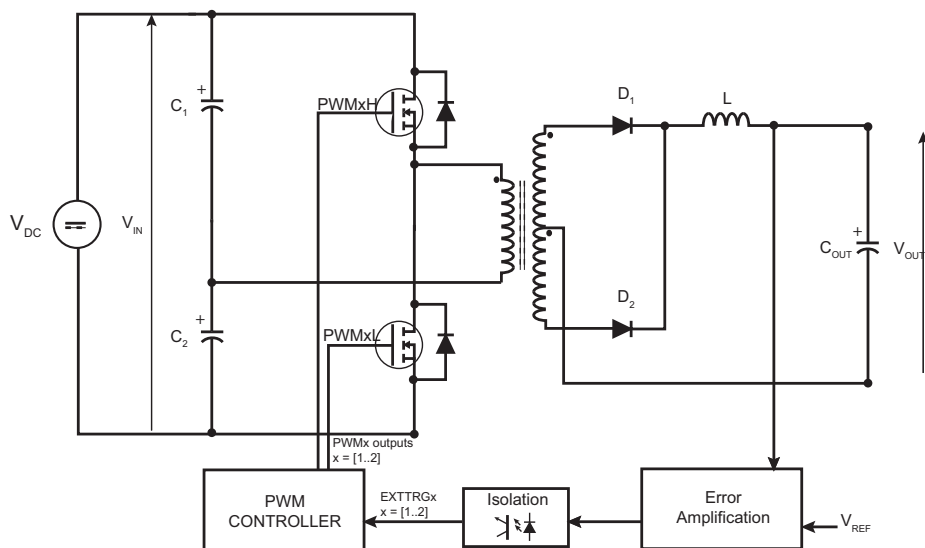 V_DC
V_IN
+
C_1
+
C_2
PWMxH
PWMxL
PWMx outputs
x = [1..2]
D_1
L
D_2
+
C_OUT
V_OUT
PWM
CONTROLLER
EXTTRGx
x = [1..2]
Isolation
Error
Amplification
V_REF